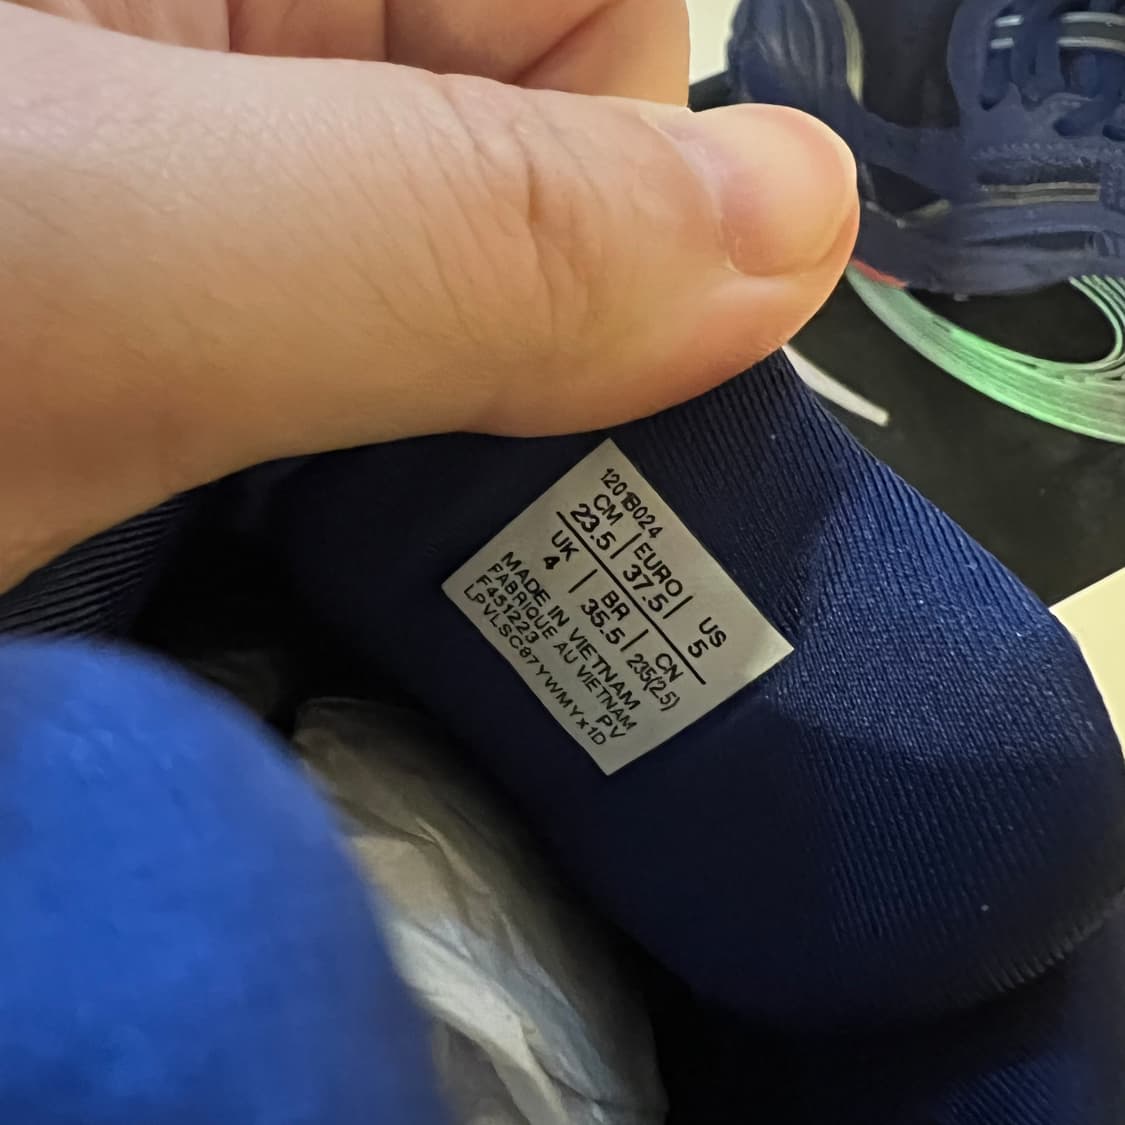 1201B024
CM | EURO | US
23.5 | 37.5 | 5
UK | BR | CN
4 | 35.5 | 235(2.5)
MADE IN VIETNAM
FABRIQUE AU VIETNAM
F451223 PV
LPVLSC87YWMYx1D